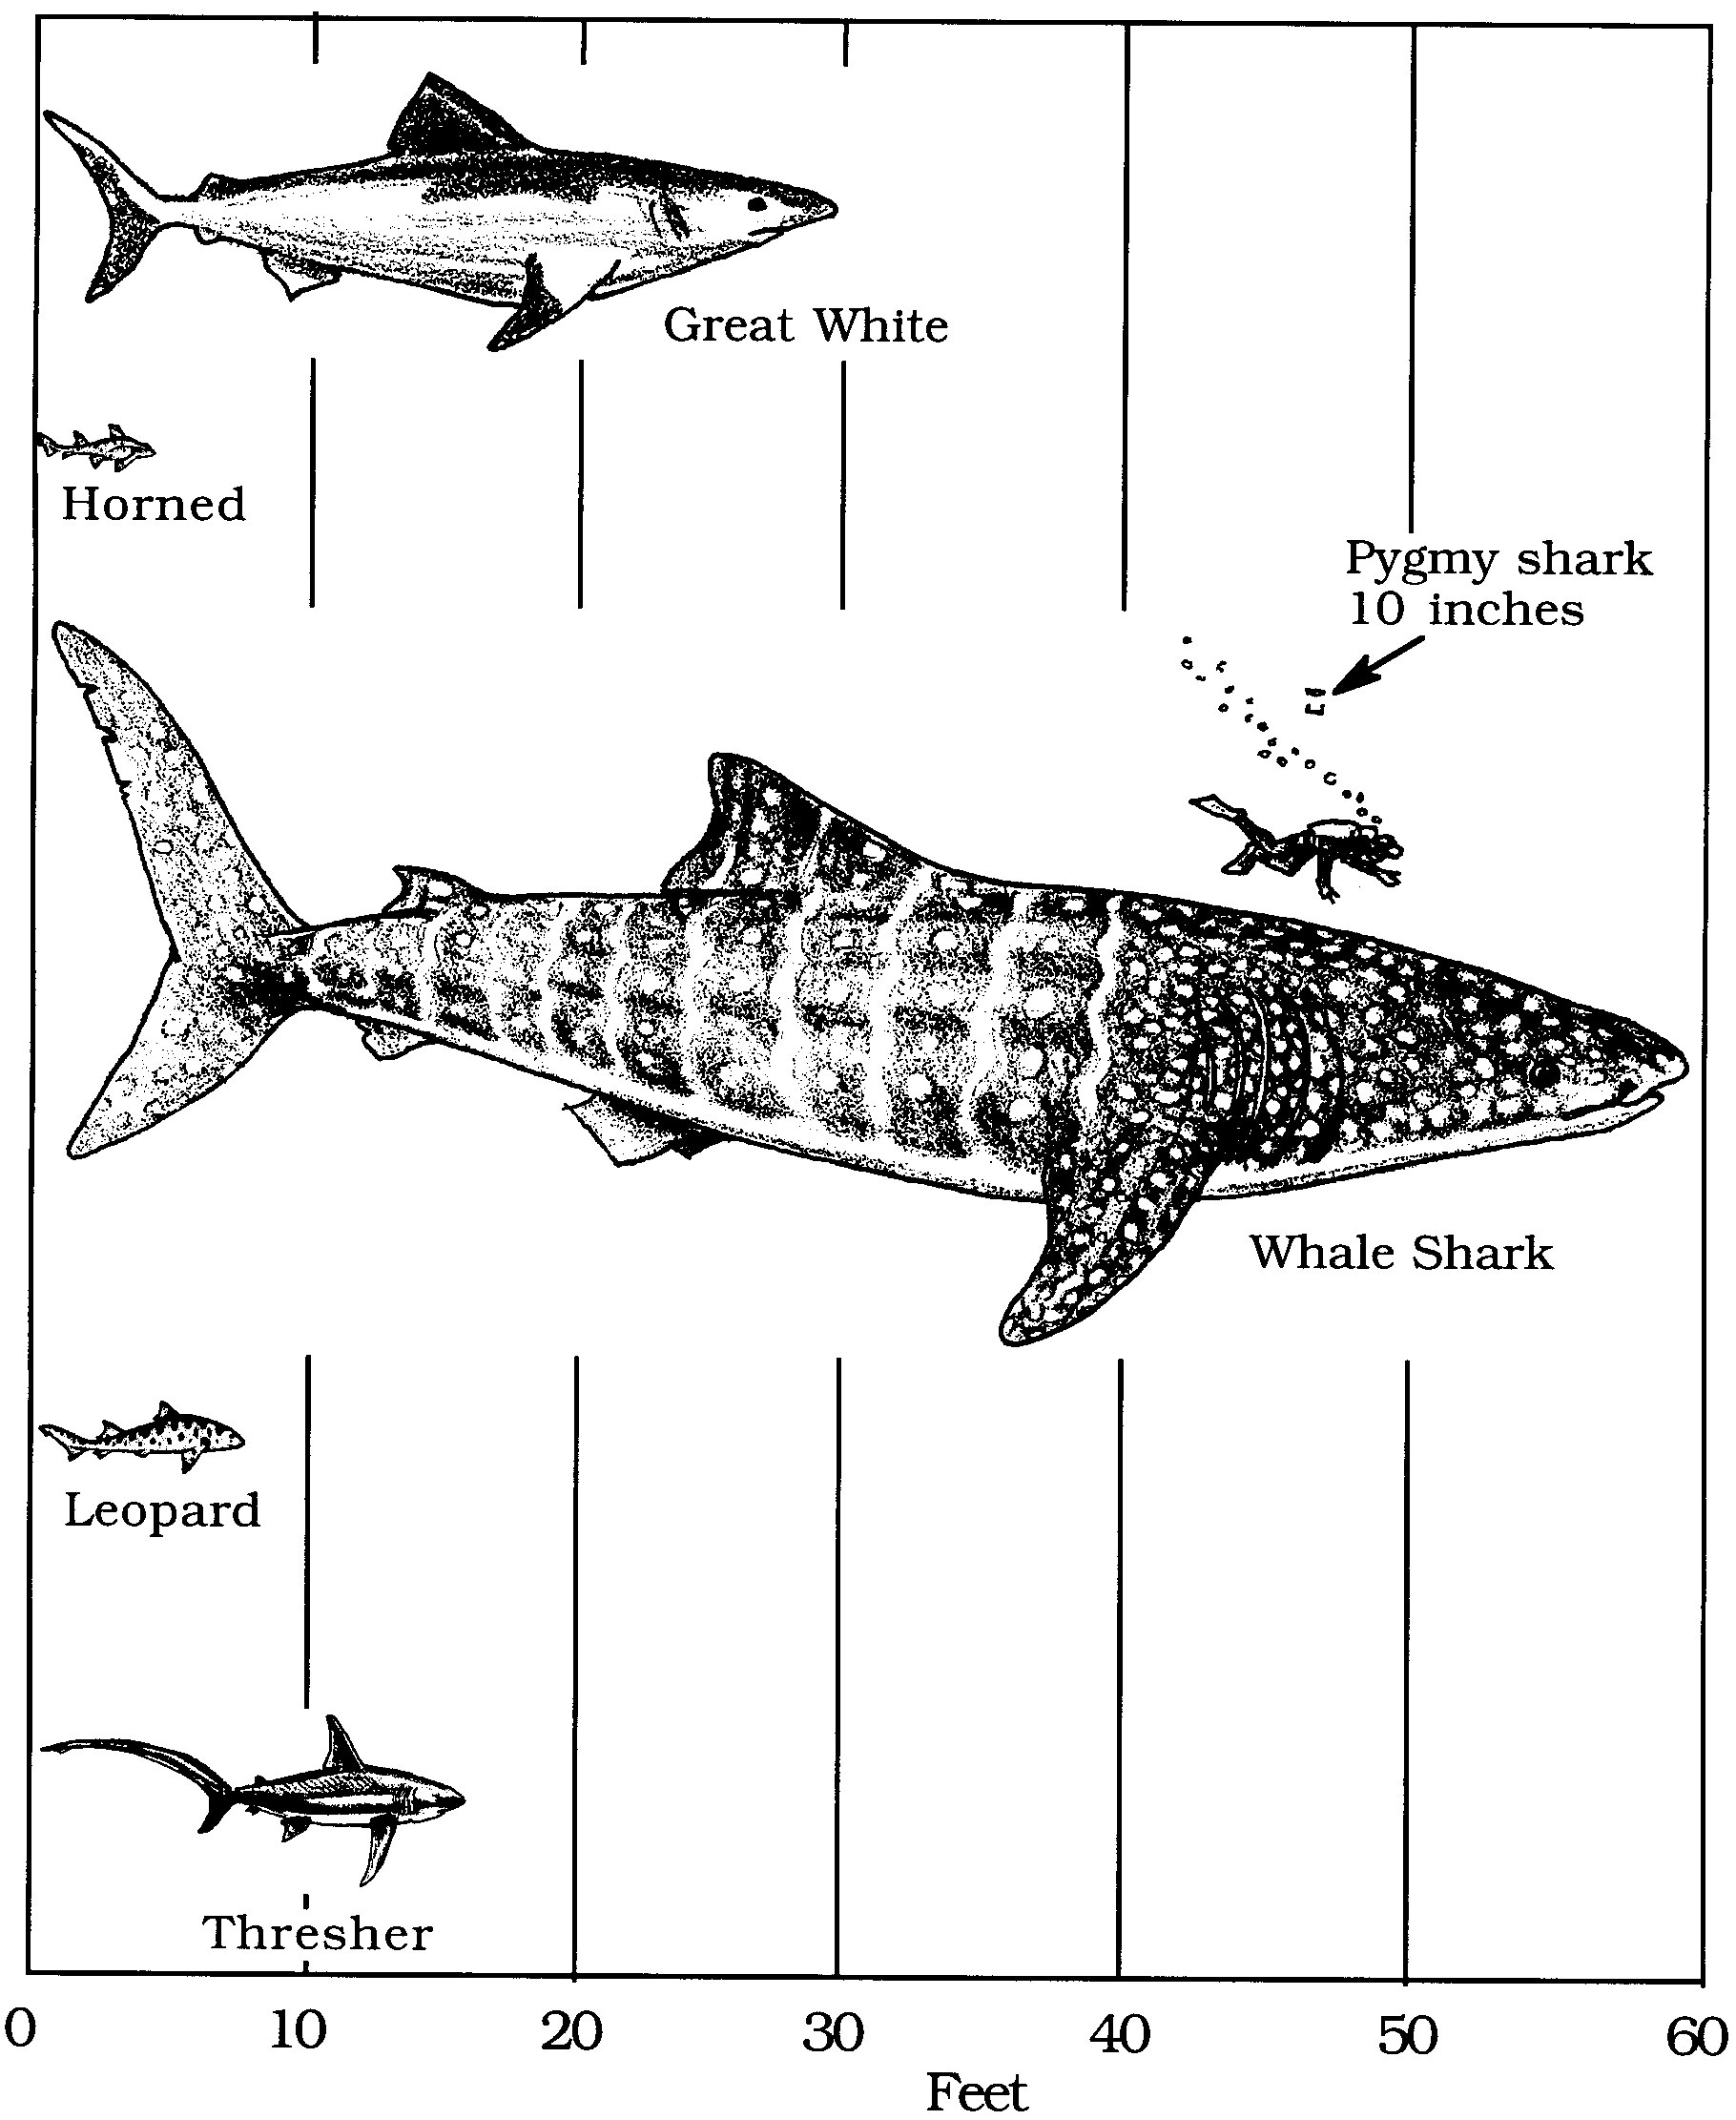 Great White
Horned
Pygmy shark
10 inches
Whale Shark
Leopard
Thresher
0 10 20 30 40 50 60
Feet